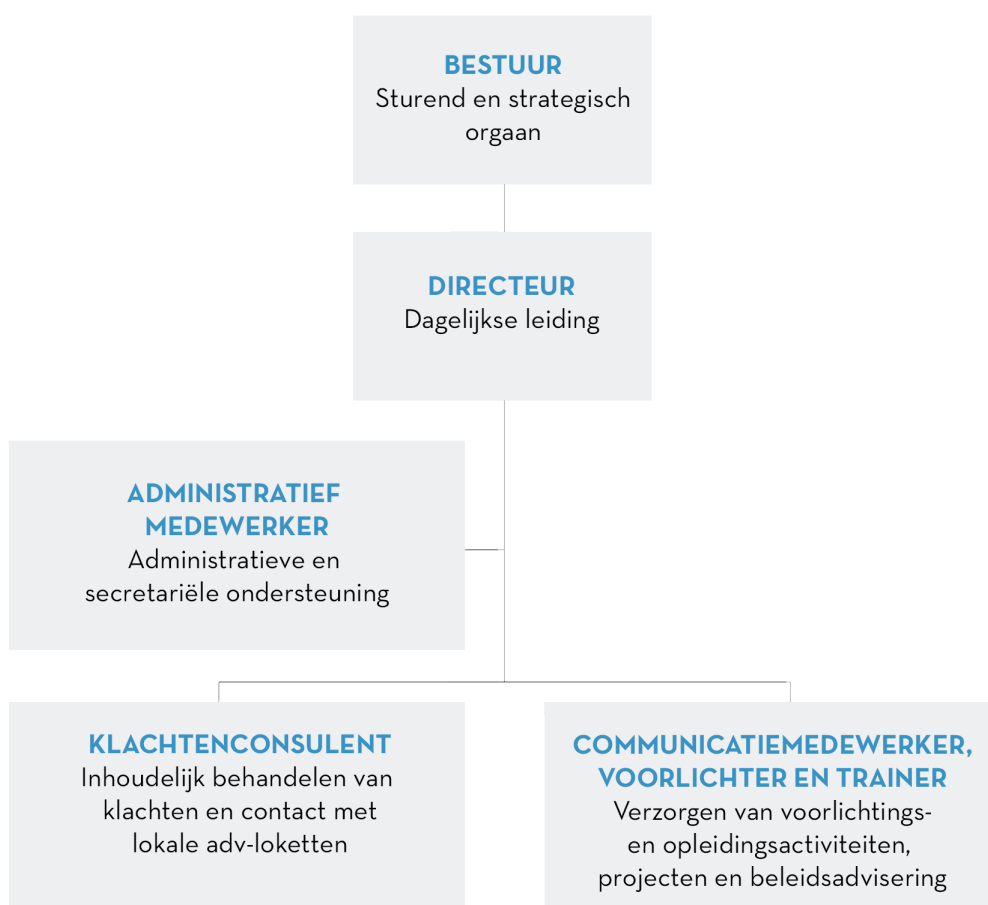 BESTUUR
Sturend en strategisch
orgaan
DIRECTEUR
Dagelijkse leiding
ADMINISTRATIEF
MEDEWERKER
Administratieve en
secretariële ondersteuning
KLACHTENCONSULENT
Inhoudelijk behandelen van
klachten en contact met
lokale adv-loketten
COMMUNICATIEMEDEWERKER,
VOORLICHTER EN TRAINER
Verzorgen van voorlichtings-
en opleidingsactiviteiten,
projecten en beleidsadvisering